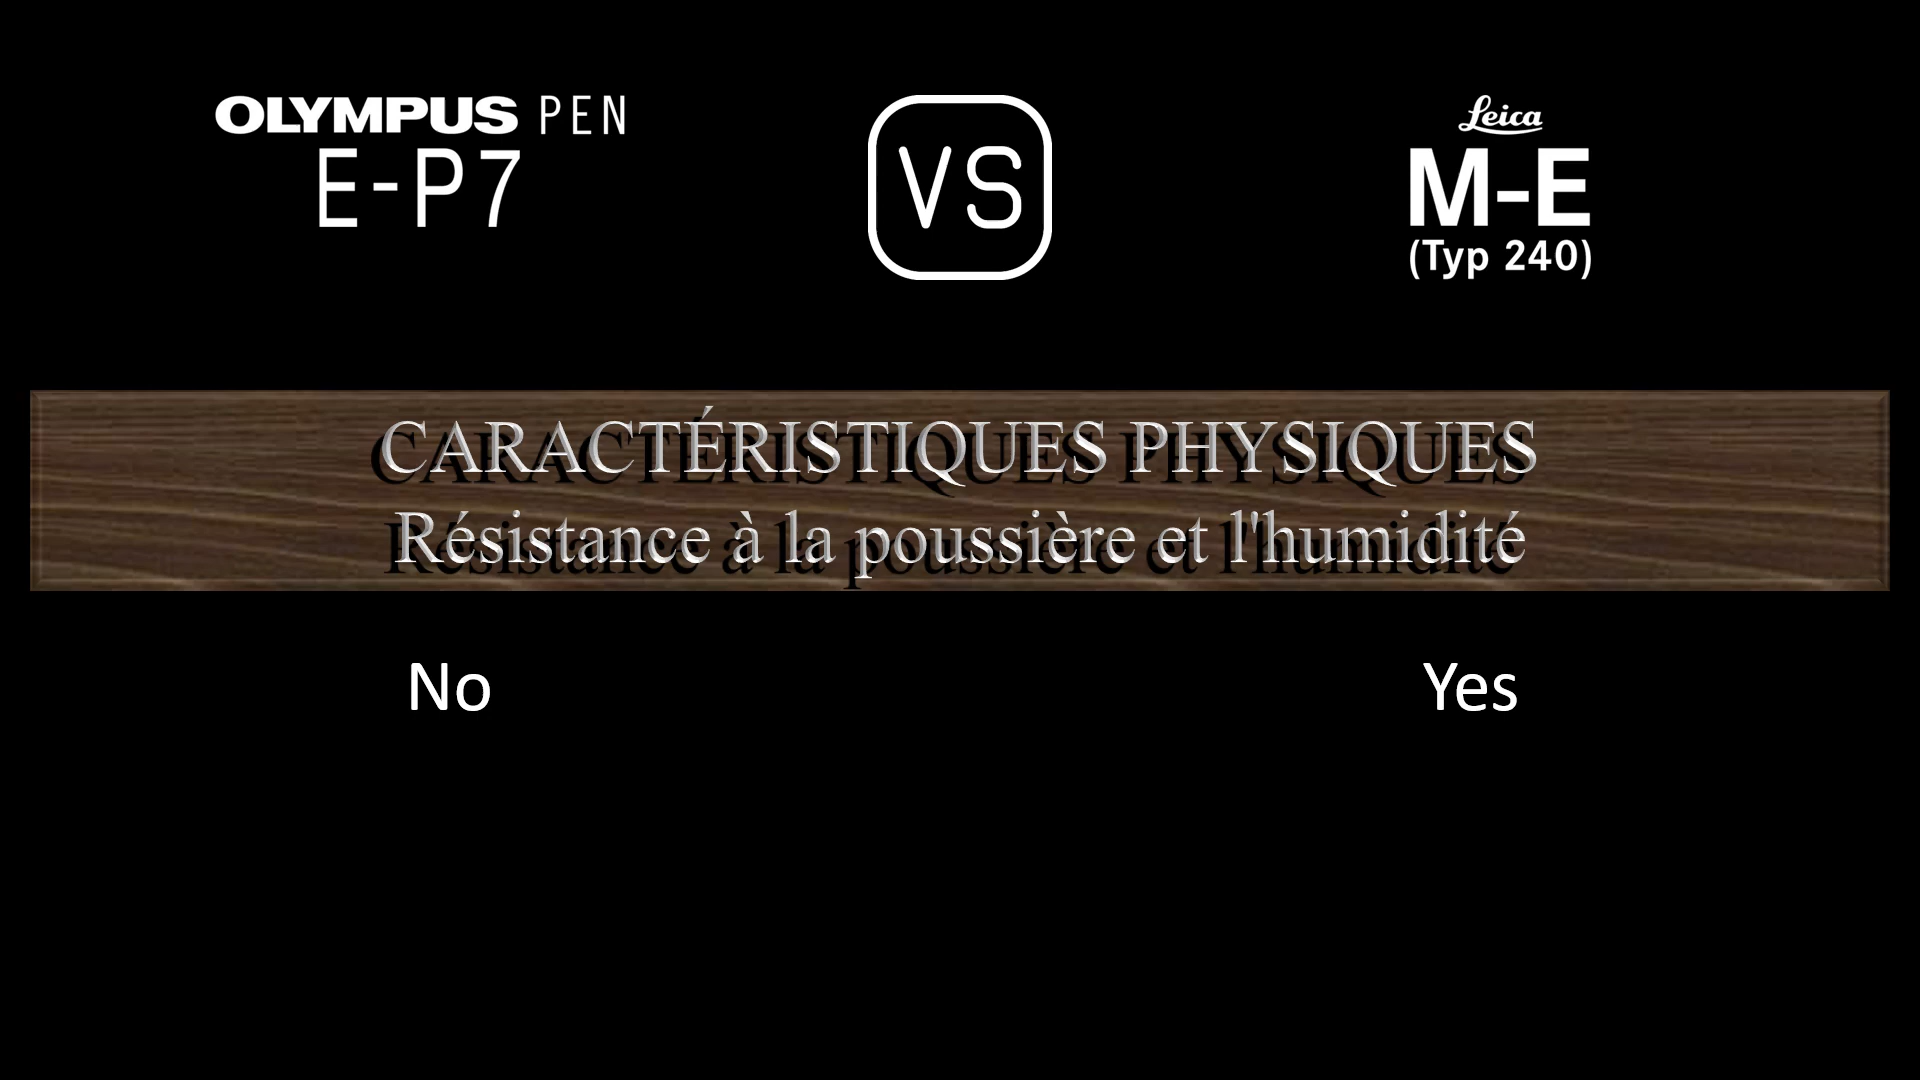 OLYMPUS PEN
E-P7
VS
Leica
M-E
(Typ 240)
CARACTÉRISTIQUES PHYSIQUES
Résistance à la poussière et l'humidité
No
Yes